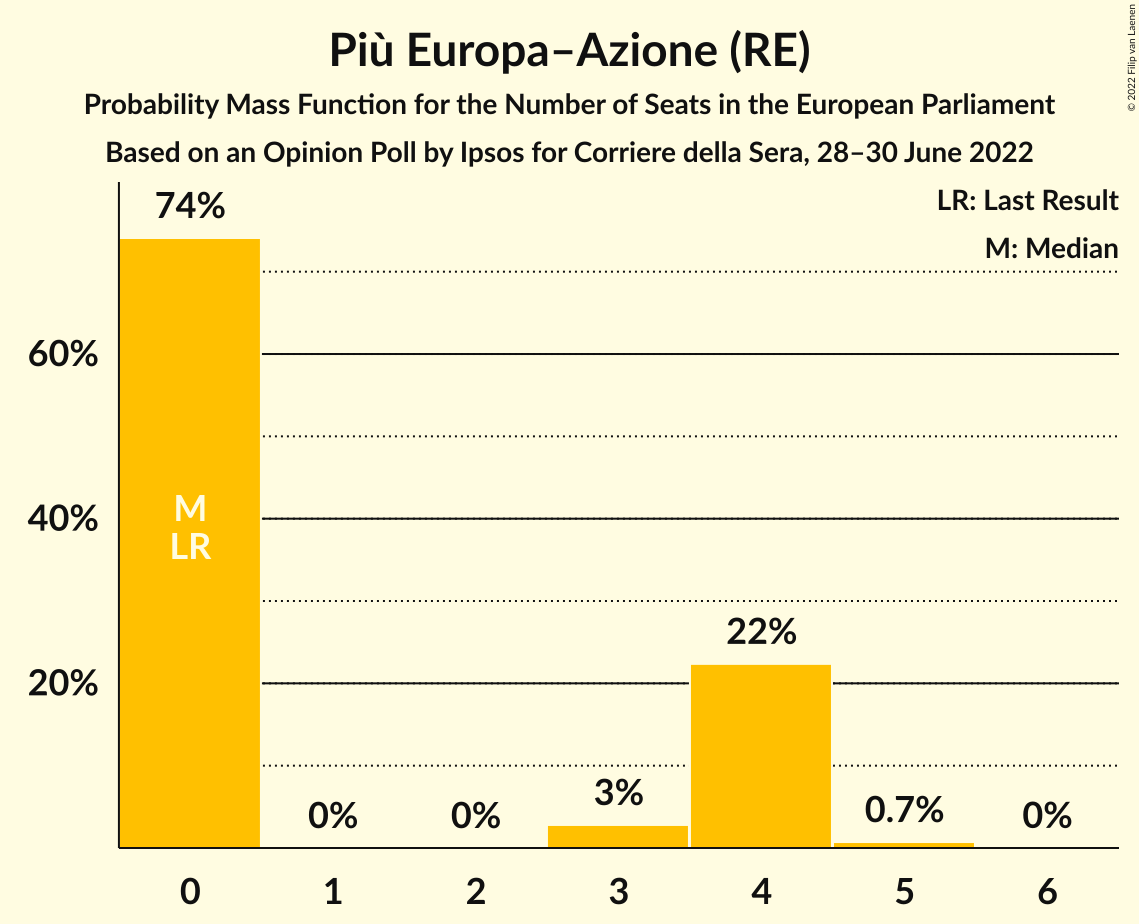 Più Europa–Azione (RE)
Probability Mass Function for the Number of Seats in the European Parliament
Based on an Opinion Poll by Ipsos for Corriere della Sera, 28–30 June 2022
© 2022 Filip van Laenen
LR: Last Result
M: Median
74%
60%
40%
20%
M
LR
0%
0%
3%
22%
0.7%
0%
0
1
2
3
4
5
6